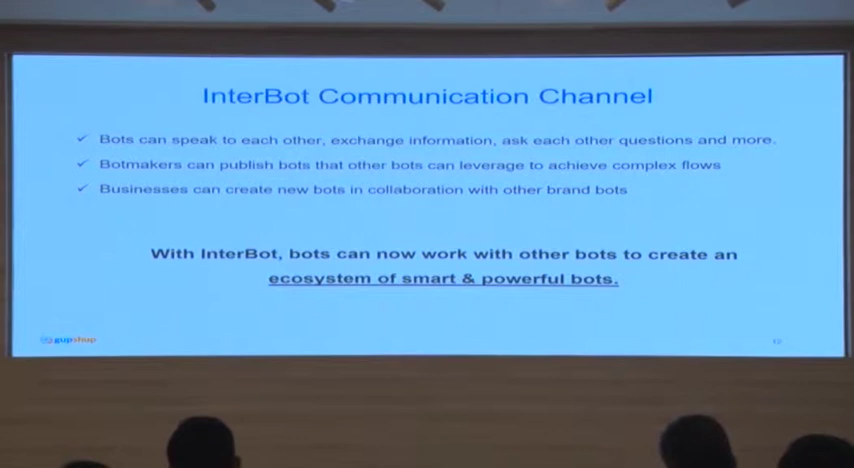 InterBot Communication Channel
✓ Bots can speak to each other, exchange information, ask each other questions and more.
✓ Botmakers can publish bots that other bots can leverage to achieve complex flows
✓ Businesses can create new bots in collaboration with other brand bots
With InterBot, bots can now work with other bots to create an
ecosystem of smart & powerful bots.
gupshup